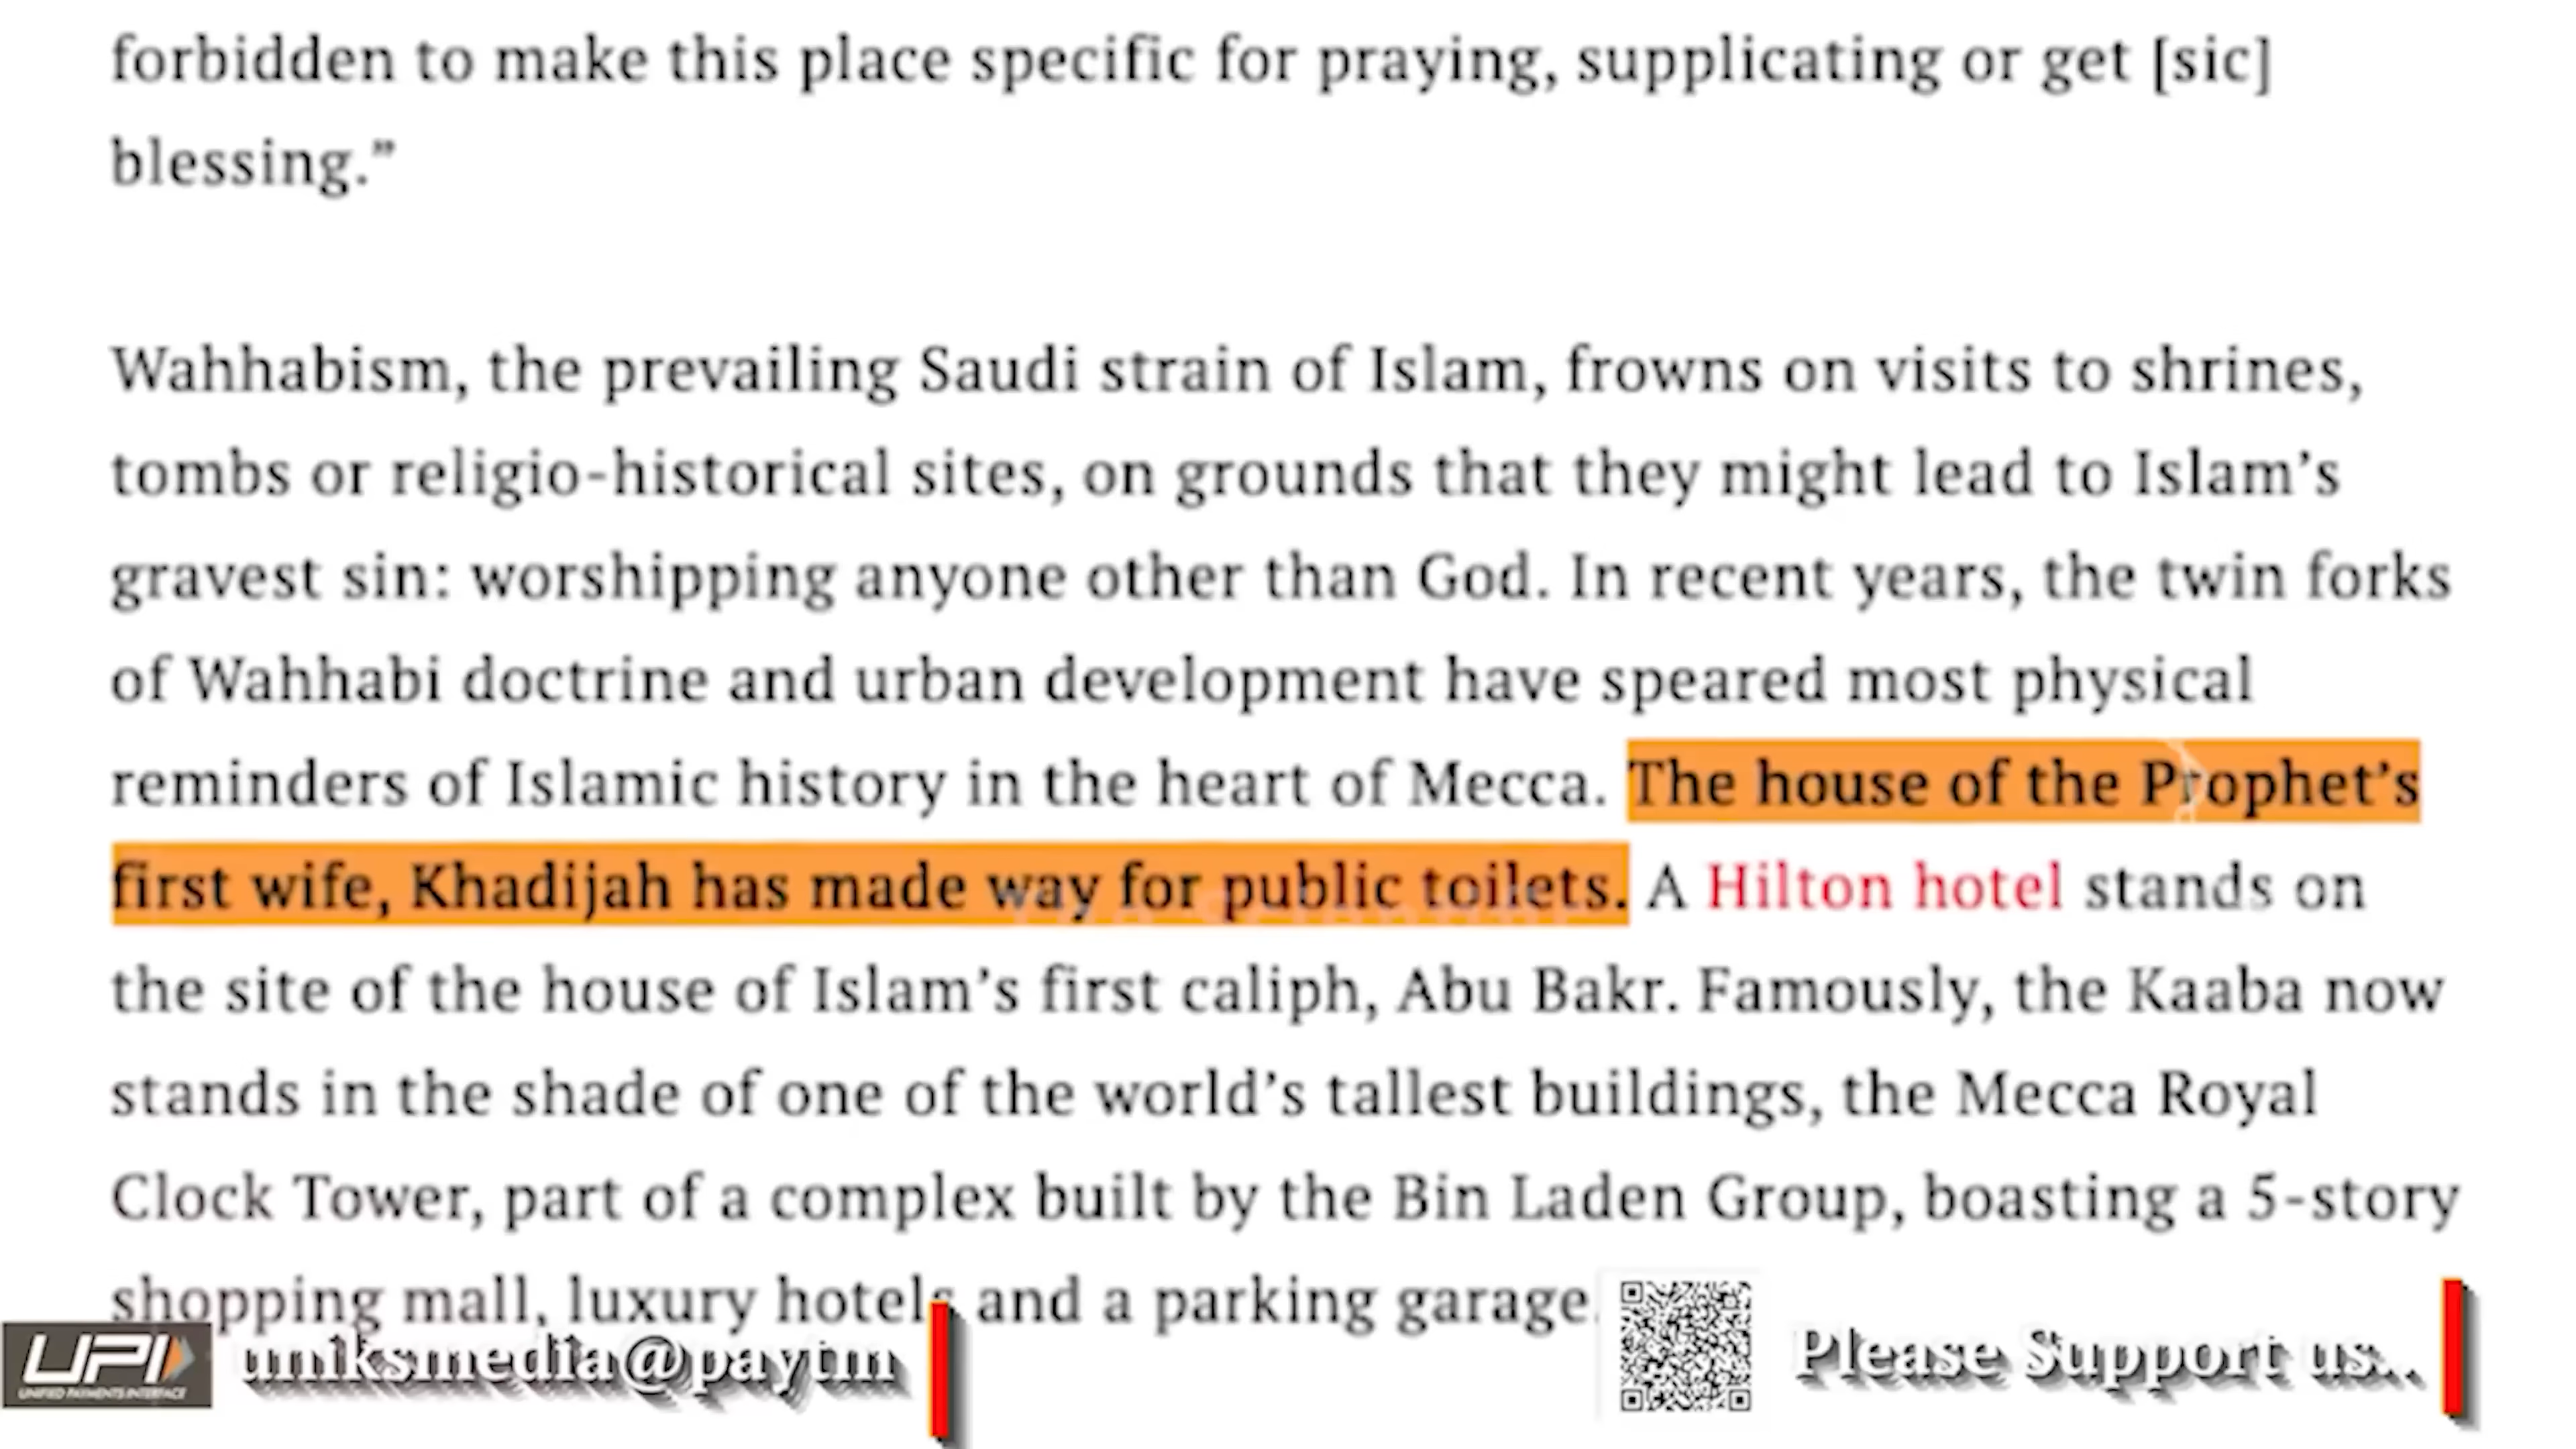 forbidden to make this place specific for praying, supplicating or get [sic]
blessing.”
Wahhabism, the prevailing Saudi strain of Islam, frowns on visits to shrines,
tombs or religio-historical sites, on grounds that they might lead to Islam’s
gravest sin: worshipping anyone other than God. In recent years, the twin forks
of Wahhabi doctrine and urban development have speared most physical
reminders of Islamic history in the heart of Mecca. The house of the Prophet’s
first wife, Khadijah has made way for public toilets. A Hilton hotel stands on
the site of the house of Islam’s first caliph, Abu Bakr. Famously, the Kaaba now
stands in the shade of one of the world’s tallest buildings, the Mecca Royal
Clock Tower, part of a complex built by the Bin Laden Group, boasting a 5-story
shopping mall, luxury hotels and a parking garage.
UPI
UNIFIED PAYMENTS INTERFACE
uniksmedia@paytm
Please Support us..